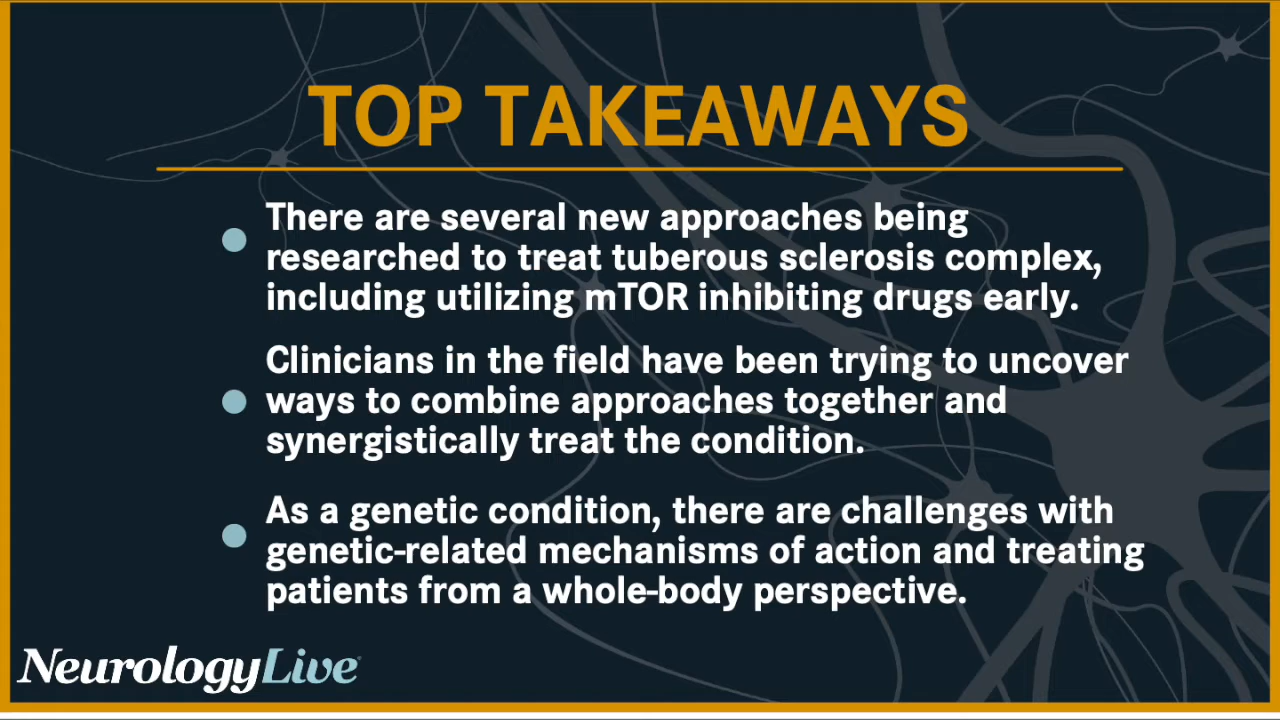 TOP TAKEAWAYS
There are several new approaches being
researched to treat tuberous sclerosis complex,
including utilizing mTOR inhibiting drugs early.
Clinicians in the field have been trying to uncover
ways to combine approaches together and
synergistically treat the condition.
As a genetic condition, there are challenges with
genetic-related mechanisms of action and treating
patients from a whole-body perspective.
NeurologyLive